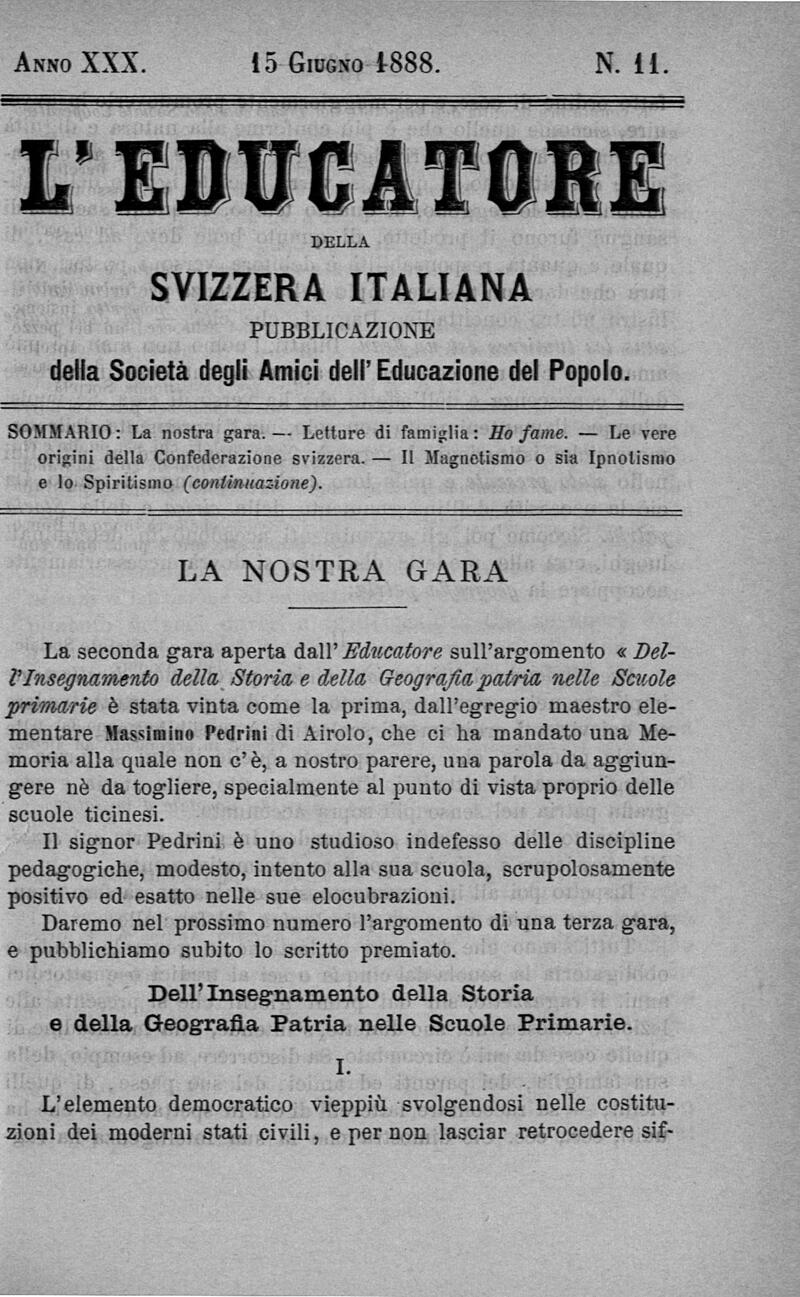 ANNO XXX. 15 GIUGNO 1888. N. 11.
L'EDUCATORE
DELLA
SVIZZERA ITALIANA
PUBBLICAZIONE
della Società degli Amici dell'Educazione del Popolo.
SOMMARIO: La nostra gara. — Letture di famiglia: Ho fame. — Le vere
origini della Confederazione svizzera. — Il Magnetismo o sia Ipnotismo
e lo Spiritismo (continuazione).
LA NOSTRA GARA
La seconda gara aperta dall'Educatore sull'argomento « Del-
l'Insegnamento della Storia e della Geografia patria nelle Scuole
primarie è stata vinta come la prima, dall'egregio maestro ele-
mentare Massimino Pedrini di Airolo, che ci ha mandato una Me-
moria alla quale non c'è, a nostro parere, una parola da aggiun-
gere nè da togliere, specialmente al punto di vista proprio delle
scuole ticinesi.
Il signor Pedrini è uno studioso indefesso delle discipline
pedagogiche, modesto, intento alla sua scuola, scrupolosamente
positivo ed esatto nelle sue elocubrazioni.
Daremo nel prossimo numero l'argomento di una terza gara,
e pubblichiamo subito lo scritto premiato.
Dell'Insegnamento della Storia
e della Geografia Patria nelle Scuole Primarie.
I.
L'elemento democratico vieppiù svolgendosi nelle costitu-
zioni dei moderni stati civili, e per non lasciar retrocedere sif-